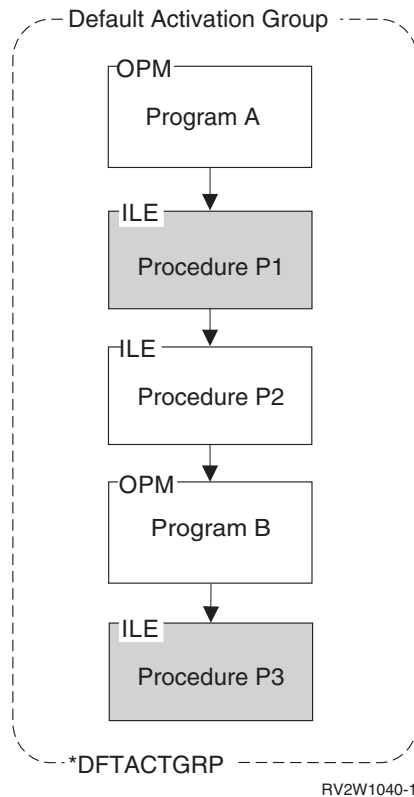 Default Activation Group
OPM
Program A
ILE
Procedure P1
ILE
Procedure P2
OPM
Program B
ILE
Procedure P3
*DFTACTGRP
RV2W1040-1